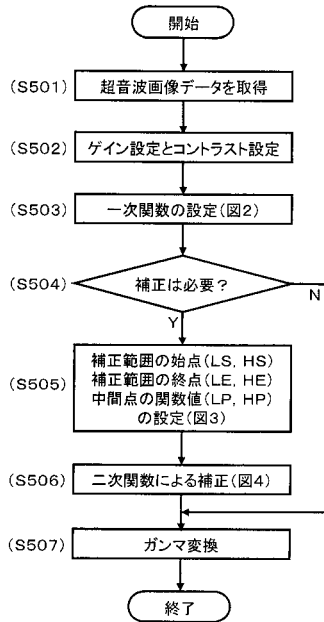 開始
(S501)
超音波画像データを取得
(S502)
ゲイン設定とコントラスト設定
(S503)
一次関数の設定(図2)
(S504)
補正は必要?
N
Y
(S505)
補正範囲の始点(LS, HS)
補正範囲の終点(LE, HE)
中間点の関数値(LP, HP)
の設定(図3)
(S506)
二次関数による補正(図4)
(S507)
ガンマ変換
終了